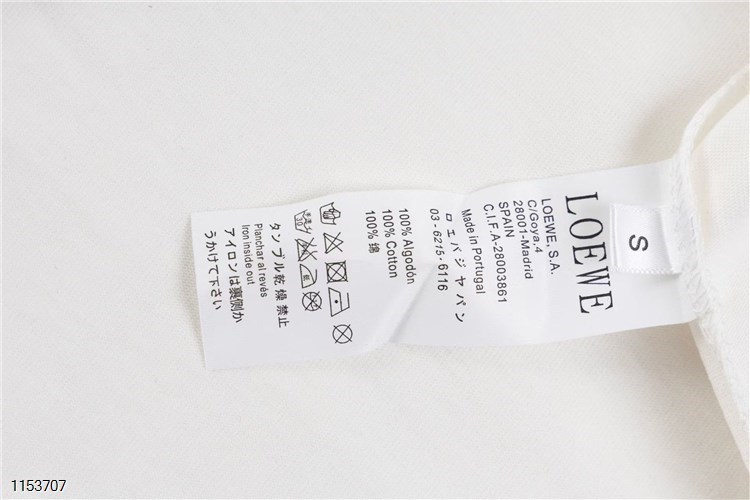 S
LOEWE
LOEWE, S.A.
C/Goya,4
28001-Madrid
SPAIN
C.I.F.A-28003861
Made in Portugal
ロエバジャパン
03-6215-6116
100% Algodón
100% Cotton
100% 绵
タンブル乾燥禁止
Planchar al revés
Iron inside out
アイロンは裏側か
うかけて下さい
1153707